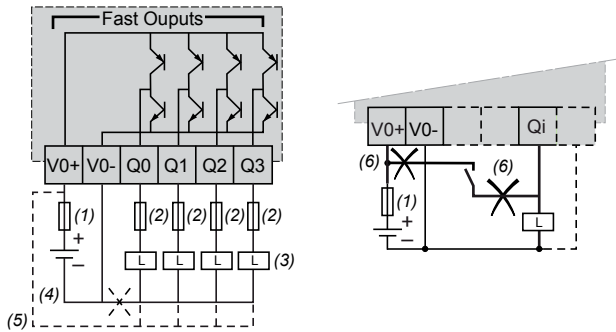 Fast Ouputs
V0+ V0- Q0 Q1 Q2 Q3
(1) (2) (2) (2) (2)
+
–
L L L L (3)
(4)
(5)
V0+ V0- Qi
(6) (6)
(1)
+
–
L